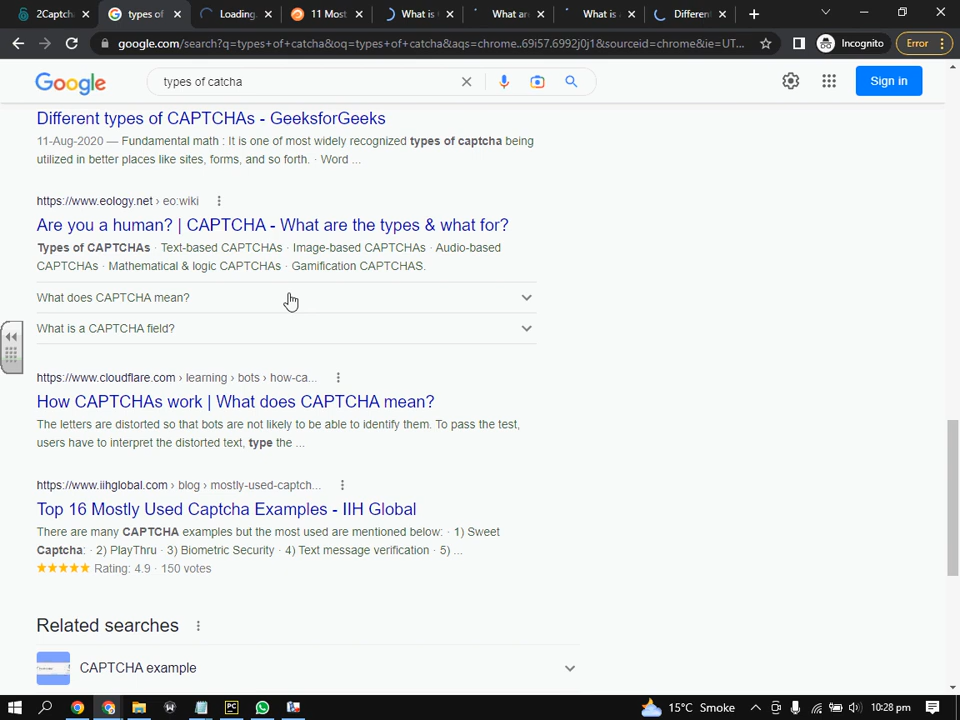 2Captch
types of
Loading.
11 Most
What is
What are
What is a
Different
google.com/search?q=types+of+catcha&oq=types+of+catcha&aqs=chrome..69i57.6992j0j1&sourceid=chrome&ie=UT...
Incognito
Error
Google
types of catcha
Sign in
Different types of CAPTCHAs - GeeksforGeeks
11-Aug-2020 — Fundamental math : It is one of most widely recognized types of captcha being
utilized in better places like sites, forms, and so forth. · Word ...
https://www.eology.net › eo:wiki
Are you a human? | CAPTCHA - What are the types & what for?
Types of CAPTCHAs · Text-based CAPTCHAs · Image-based CAPTCHAs · Audio-based
CAPTCHAs · Mathematical & logic CAPTCHAs · Gamification CAPTCHAS.
What does CAPTCHA mean?
What is a CAPTCHA field?
https://www.cloudflare.com › learning › bots › how-ca...
How CAPTCHAs work | What does CAPTCHA mean?
The letters are distorted so that bots are not likely to be able to identify them. To pass the test,
users have to interpret the distorted text, type the ...
https://www.iihglobal.com › blog › mostly-used-captch...
Top 16 Mostly Used Captcha Examples - IIH Global
There are many CAPTCHA examples but the most used are mentioned below: · 1) Sweet
Captcha: · 2) PlayThru · 3) Biometric Security · 4) Text message verification · 5) ...
Rating: 4.9 · 150 votes
Related searches
CAPTCHA example
15°C Smoke
10:28 pm